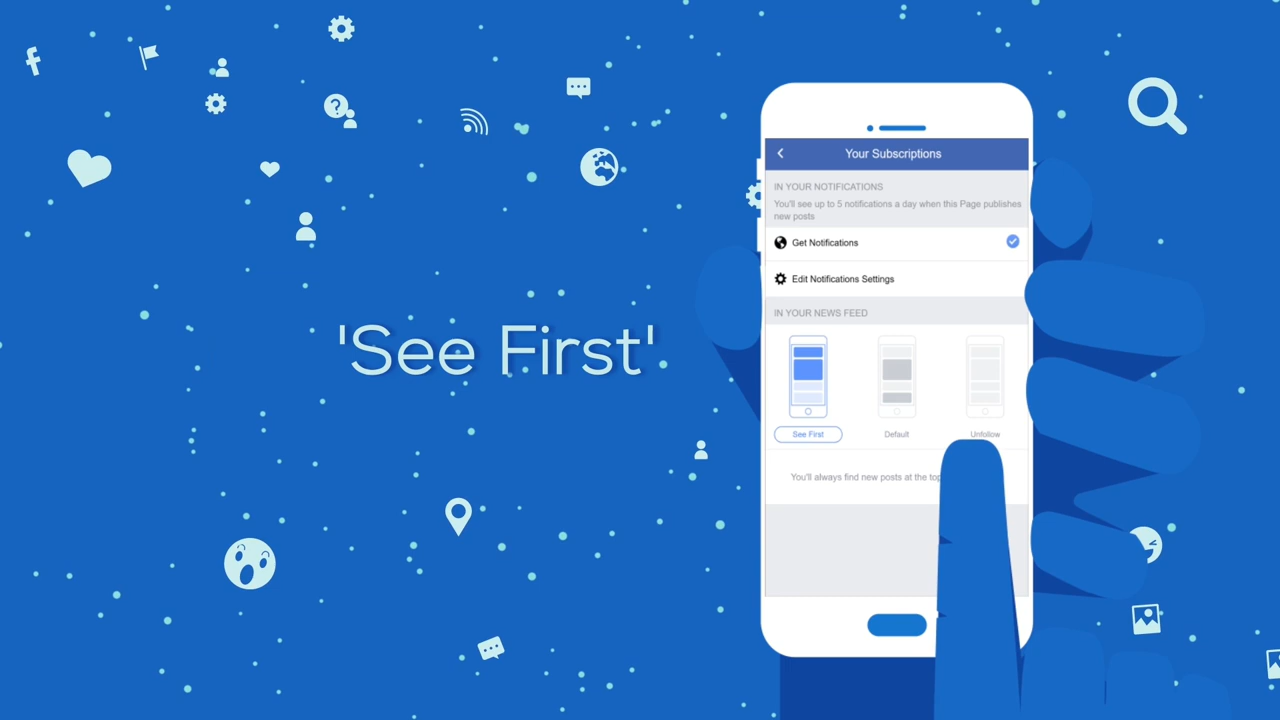 'See First'
Your Subscriptions
IN YOUR NOTIFICATIONS
You'll see up to 5 notifications a day when this Page publishes
new posts
Get Notifications
Edit Notifications Settings
IN YOUR NEWS FEED
See First
Default
Unfollow
You'll always find new posts at the top